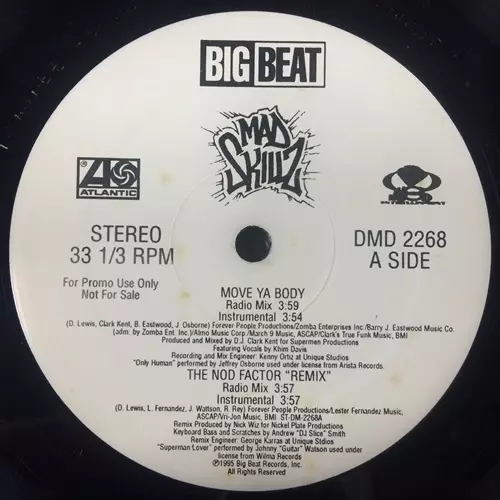 BIG BEAT
MAD
SKILLZ
ATLANTIC
STEREO
33 1/3 RPM
DMD 2268
A SIDE
For Promo Use Only
Not For Sale
MOVE YA BODY
Radio Mix 3:59
Instrumental 3:54
(D. Lewis, Clark Kent, B. Eastwood, J. Osborne) Forever People Productions/Zomba Enterprises Inc./Barry J. Eastwood Music Co.
(adm. by Zomba Ent. Inc.)/Almo Music Corp./March 9 Music, ASCAP/Clark's True Funk Music, BMI
Produced and Mixed by D.J. Clark Kent for Supermen Productions
Featuring Vocals by Khim Davis
Recording and Mix Engineer: Kenny Ortiz at Unique Studios
"Only Human" performed by Jeffrey Osborne used under license from Arista Records.
THE NOD FACTOR "REMIX"
Radio Mix 3:57
Instrumental 3:57
(D. Lewis, L. Fernandez, J. Wattson, R. Rey) Forever People Productions/Lester Fernandez Music,
ASCAP/Vri-Jon Music, BMI ST-DM-2268A
Remix Produced by Nick Wiz for Nickel Plate Productions
Keyboard Bass and Scratches by Andrew "DJ Slice" Smith
Remix Engineer: George Karras at Unique Stdios
"Superman Lover" performed by Johnny "Guitar" Watson used under
license from Wilma Records
℗1995 Big Beat Records, Inc.
All Rights Reserved.